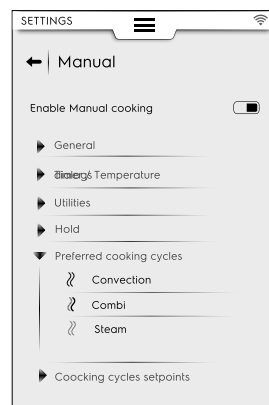 SETTINGS
Manual
Enable Manual cooking
General
Temperature
Utilities
Hold
Preferred cooking cycles
Convection
Combi
Steam
Coocking cycles setpoints